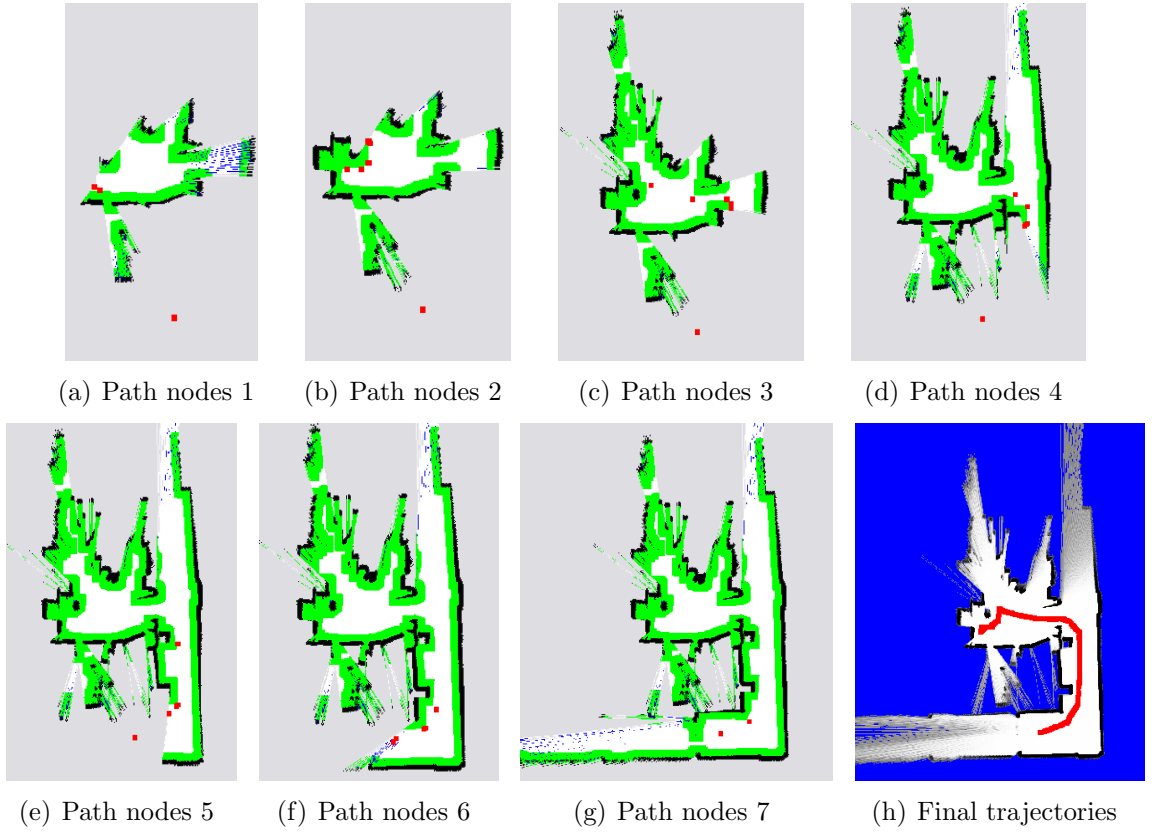 (a) Path nodes 1
(b) Path nodes 2
(c) Path nodes 3
(d) Path nodes 4
(e) Path nodes 5
(f) Path nodes 6
(g) Path nodes 7
(h) Final trajectories